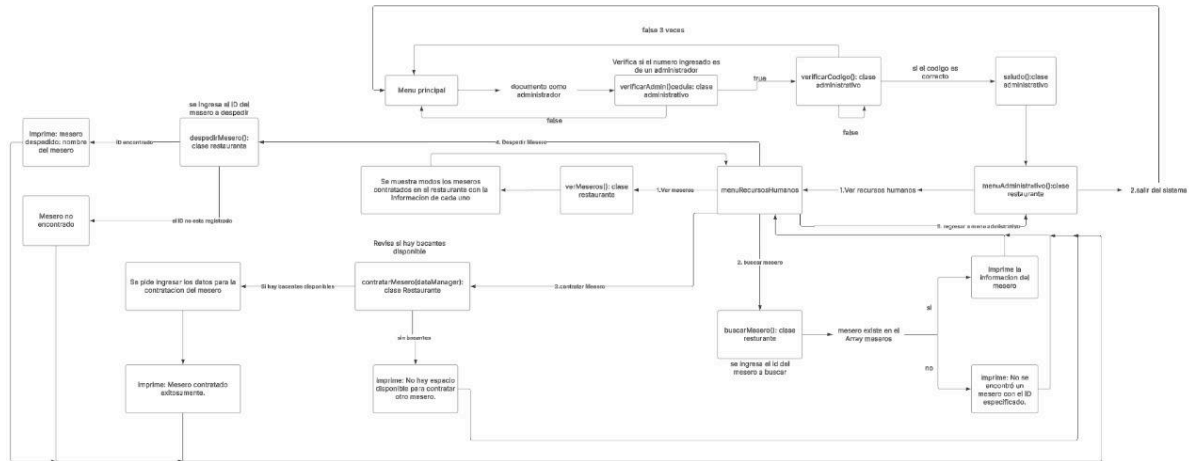 false 3 veces
Verifica si el numero ingresado es
de un administrador
Menu principal
documento como
administrador
verificarAdmin(cedula: clase
administrativo
true
verificarCodigo(): clase
administrativo
si el codigo es
correcto
saludo():clase
administrativo
false
false
se ingresa el ID del
mesero a despedir
Imprime: mesero
despedido: nombre
del mesero
ID encontrado
despedirMesero():
clase restaurante
4. Despedir Mesero
Se muestra modos los meseros
contratados en el restaurante con la
informacion de cada uno
verMeseros(): clase
restaurante
1.Ver meseros
menuRecursosHumanos
1.Ver recursos humanos
menuAdministrativo():clase
restaurante
2.salir del sistema
Mesero no
encontrado
si ID no esta registrado
5. regresar a menu administrativo
Revisa si hay bacantes
disponible
Se pide ingresar los datos para la
contratacion del mesero
Si hay bacantes disponibles
contratarMesero(dataManager):
clase Restaurante
3.contratar Mesero
2. buscar mesero
imprime la
informacion del
mesero
si
buscarMesero(): clase
resturante
mesero existe en el
Array meseros
sin bacantes
se ingresa el id del
mesero a buscar
no
Imprime: Mesero contratado
exitosamente.
imprime: No hay espacio
disponible para contratar
otro mesero.
imprime: No se
encontró un
mesero con el ID
especificado.